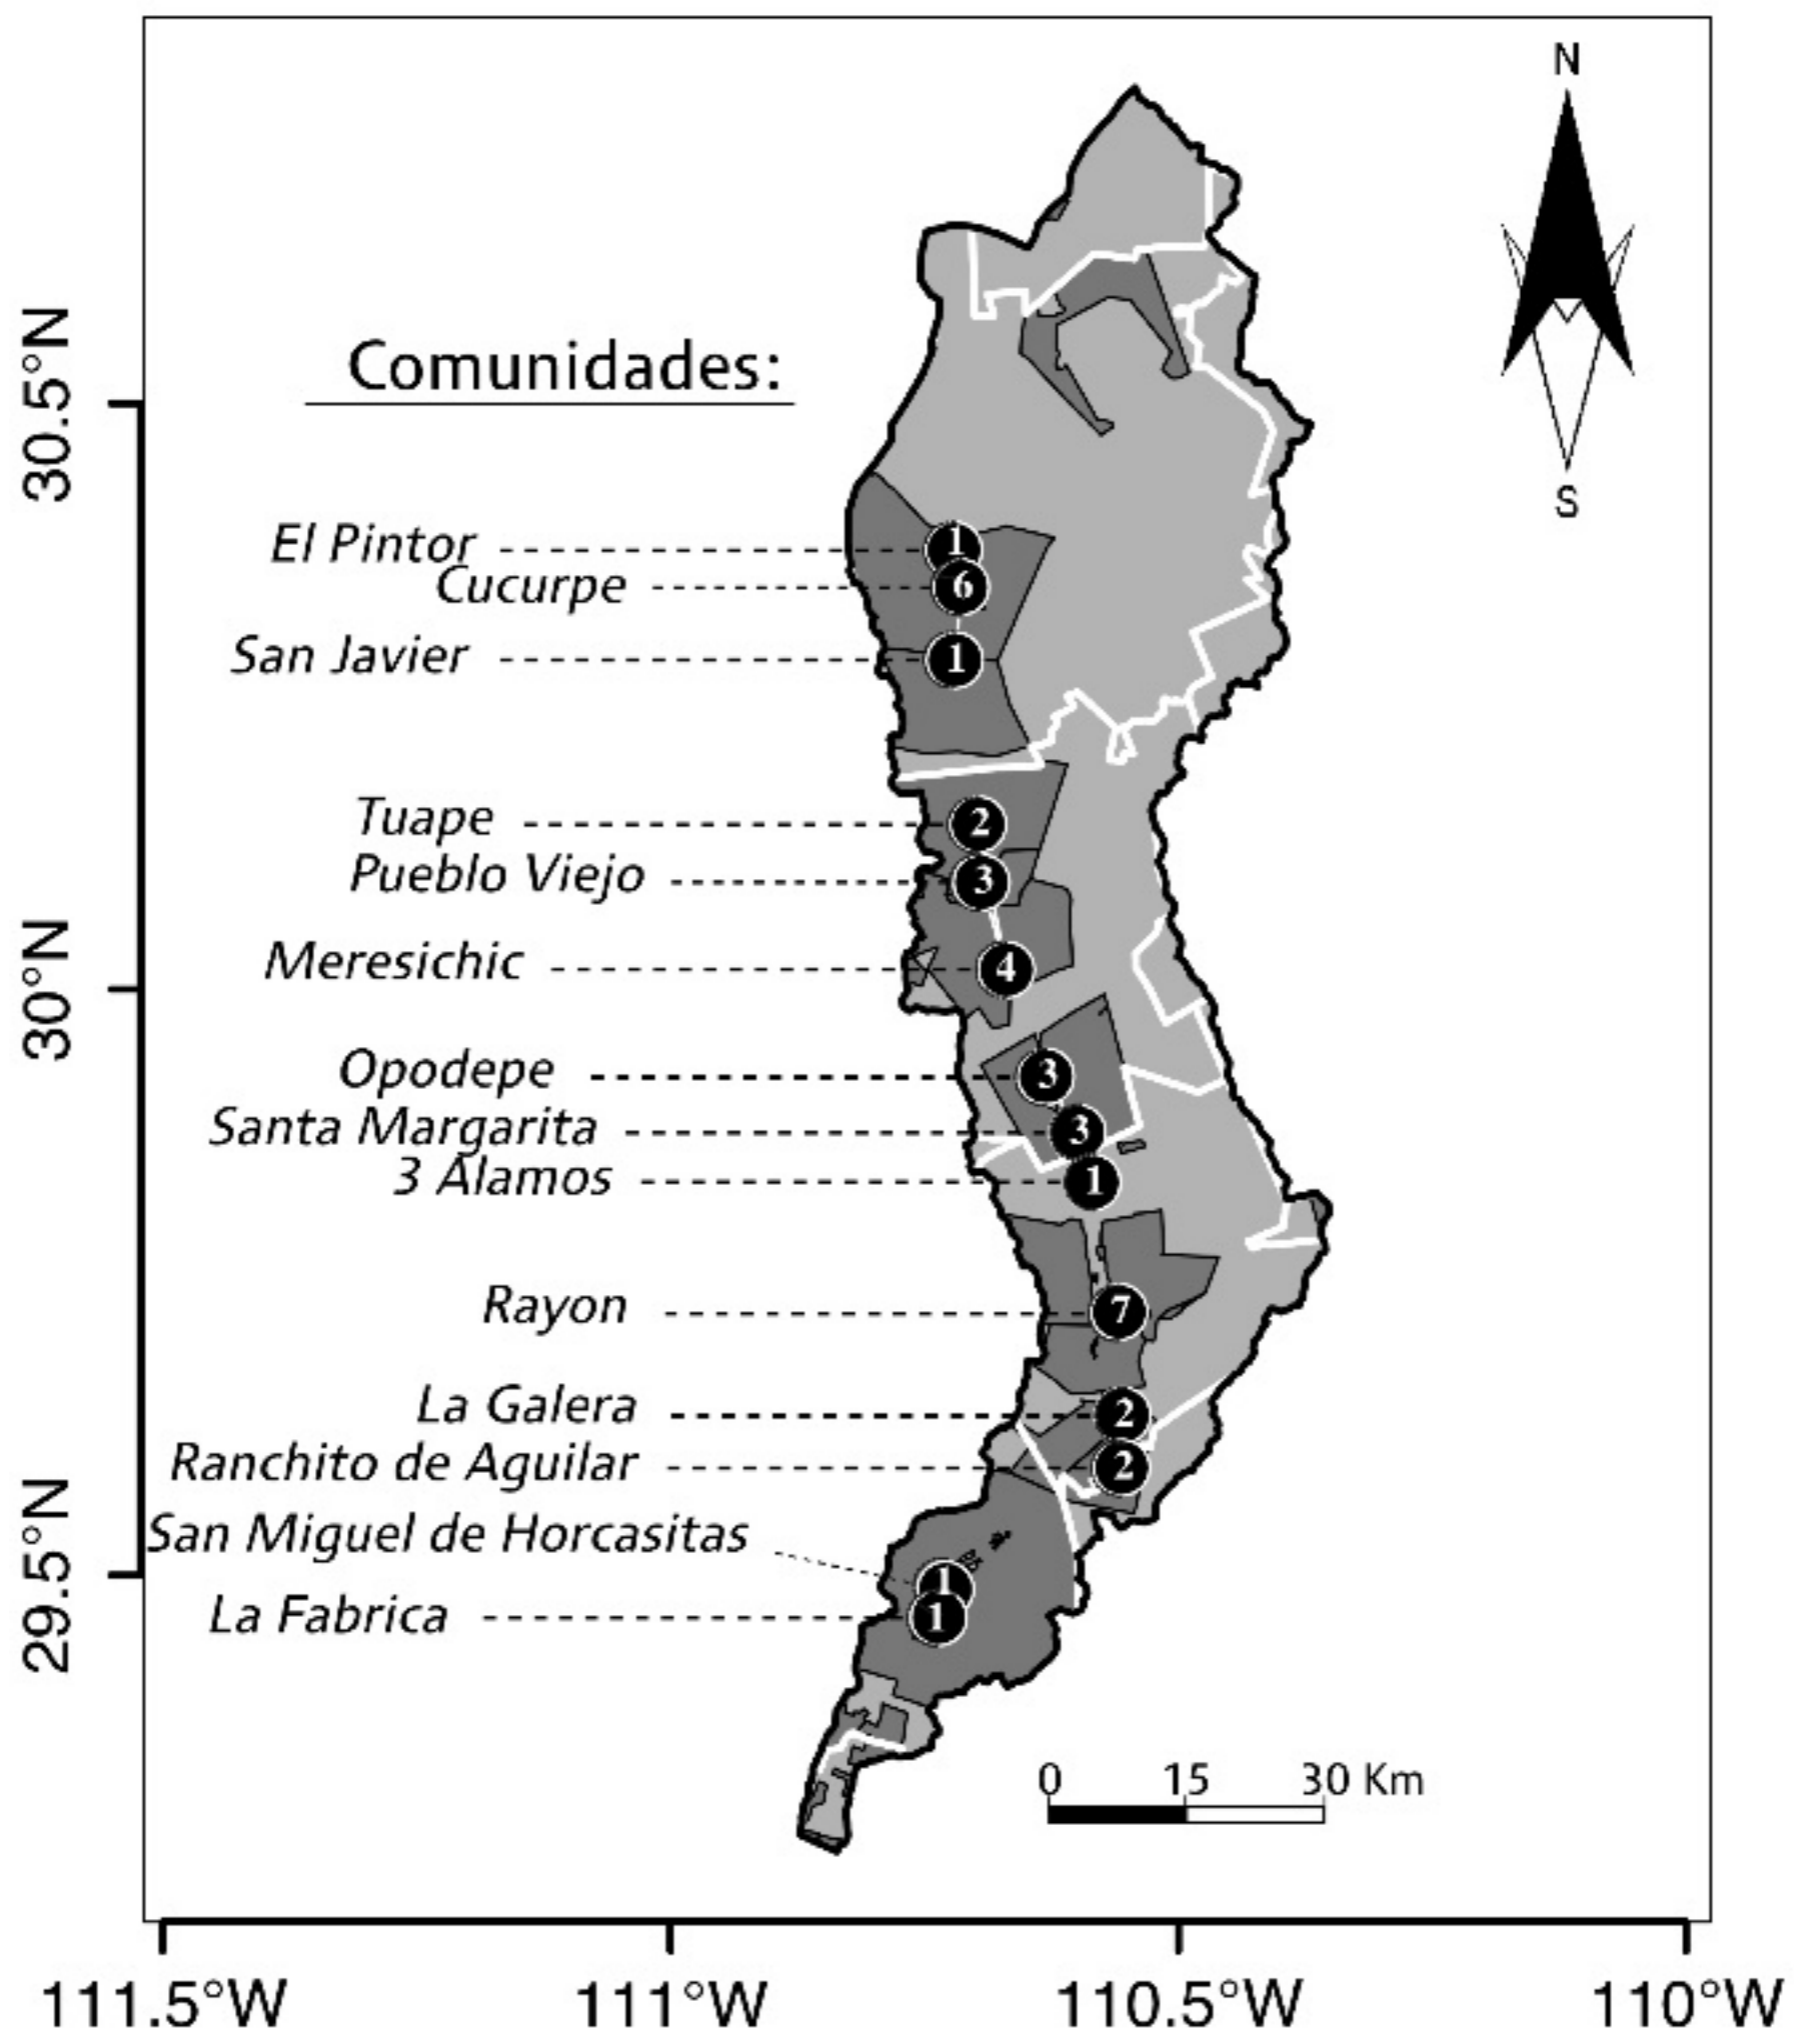 N
S
30.5°N
30°N
29.5°N
Comunidades:
El Pintor
1
Cucurpe
6
San Javier
1
Tuape
2
Pueblo Viejo
3
Meresichic
4
Opodepe
3
Santa Margarita
3
3 Alamos
1
Rayon
7
La Galera
2
Ranchito de Aguilar
2
San Miguel de Horcasitas
1
La Fabrica
1
0 15 30 Km
111.5°W 111°W 110.5°W 110°W